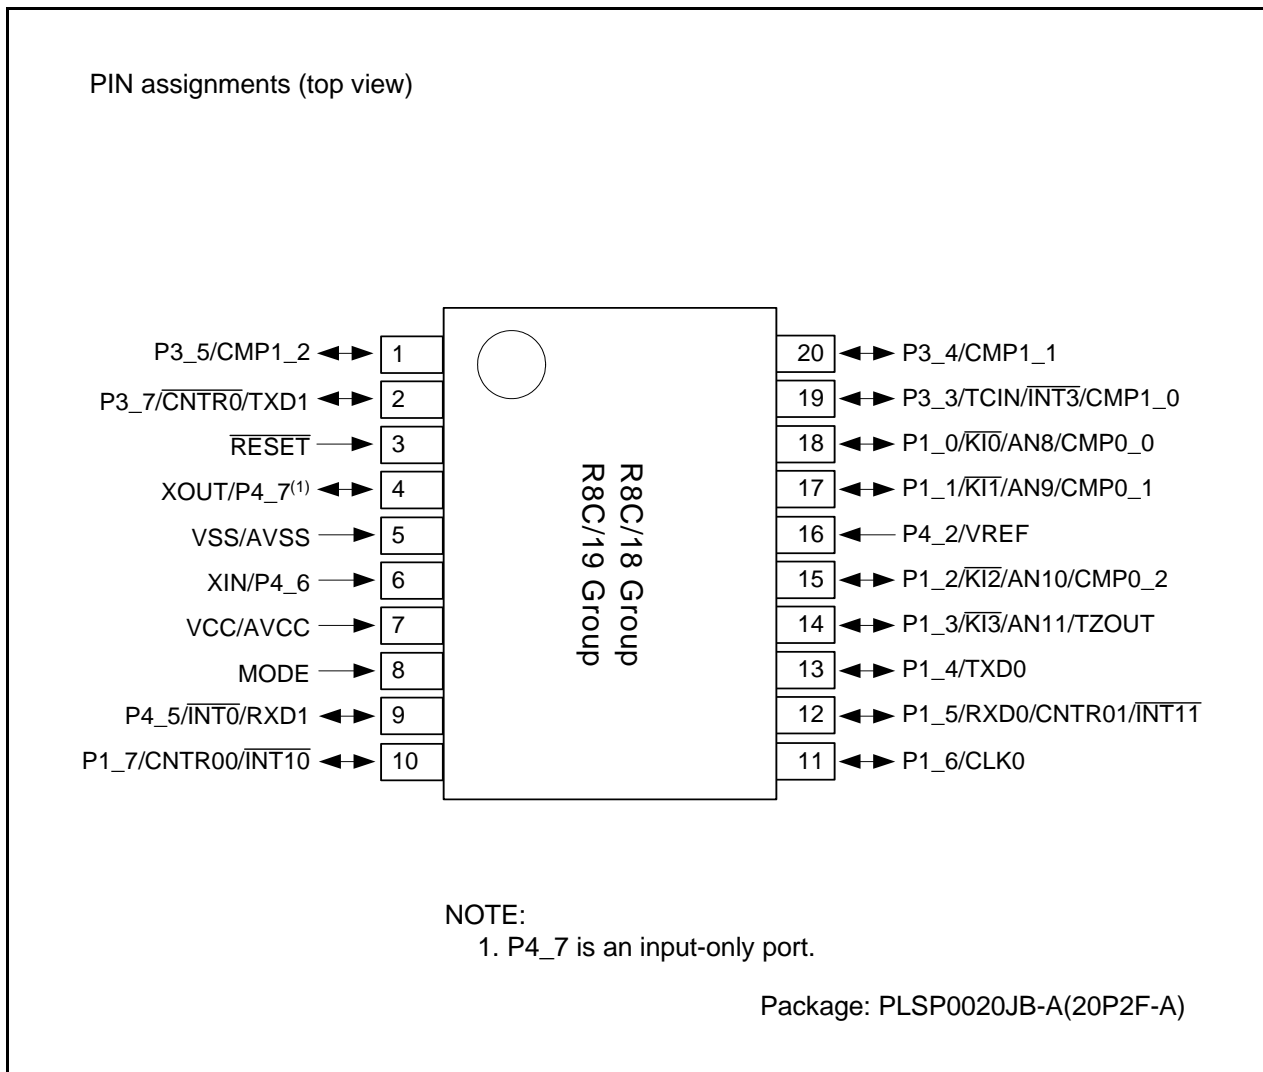 PIN assignments (top view)
P3_5/CMP1_2 1
P3_7/CNTR0/TXD1 2
RESET 3
XOUT/P4_7(1) 4
VSS/AVSS 5
XIN/P4_6 6
VCC/AVCC 7
MODE 8
P4_5/INT0/RXD1 9
P1_7/CNTR00/INT10 10
R8C/18 Group
R8C/19 Group
20 P3_4/CMP1_1
19 P3_3/TCIN/INT3/CMP1_0
18 P1_0/KI0/AN8/CMP0_0
17 P1_1/KI1/AN9/CMP0_1
16 P4_2/VREF
15 P1_2/KI2/AN10/CMP0_2
14 P1_3/KI3/AN11/TZOUT
13 P1_4/TXD0
12 P1_5/RXD0/CNTR01/INT11
11 P1_6/CLK0
NOTE:
1. P4_7 is an input-only port.
Package: PLSP0020JB-A(20P2F-A)